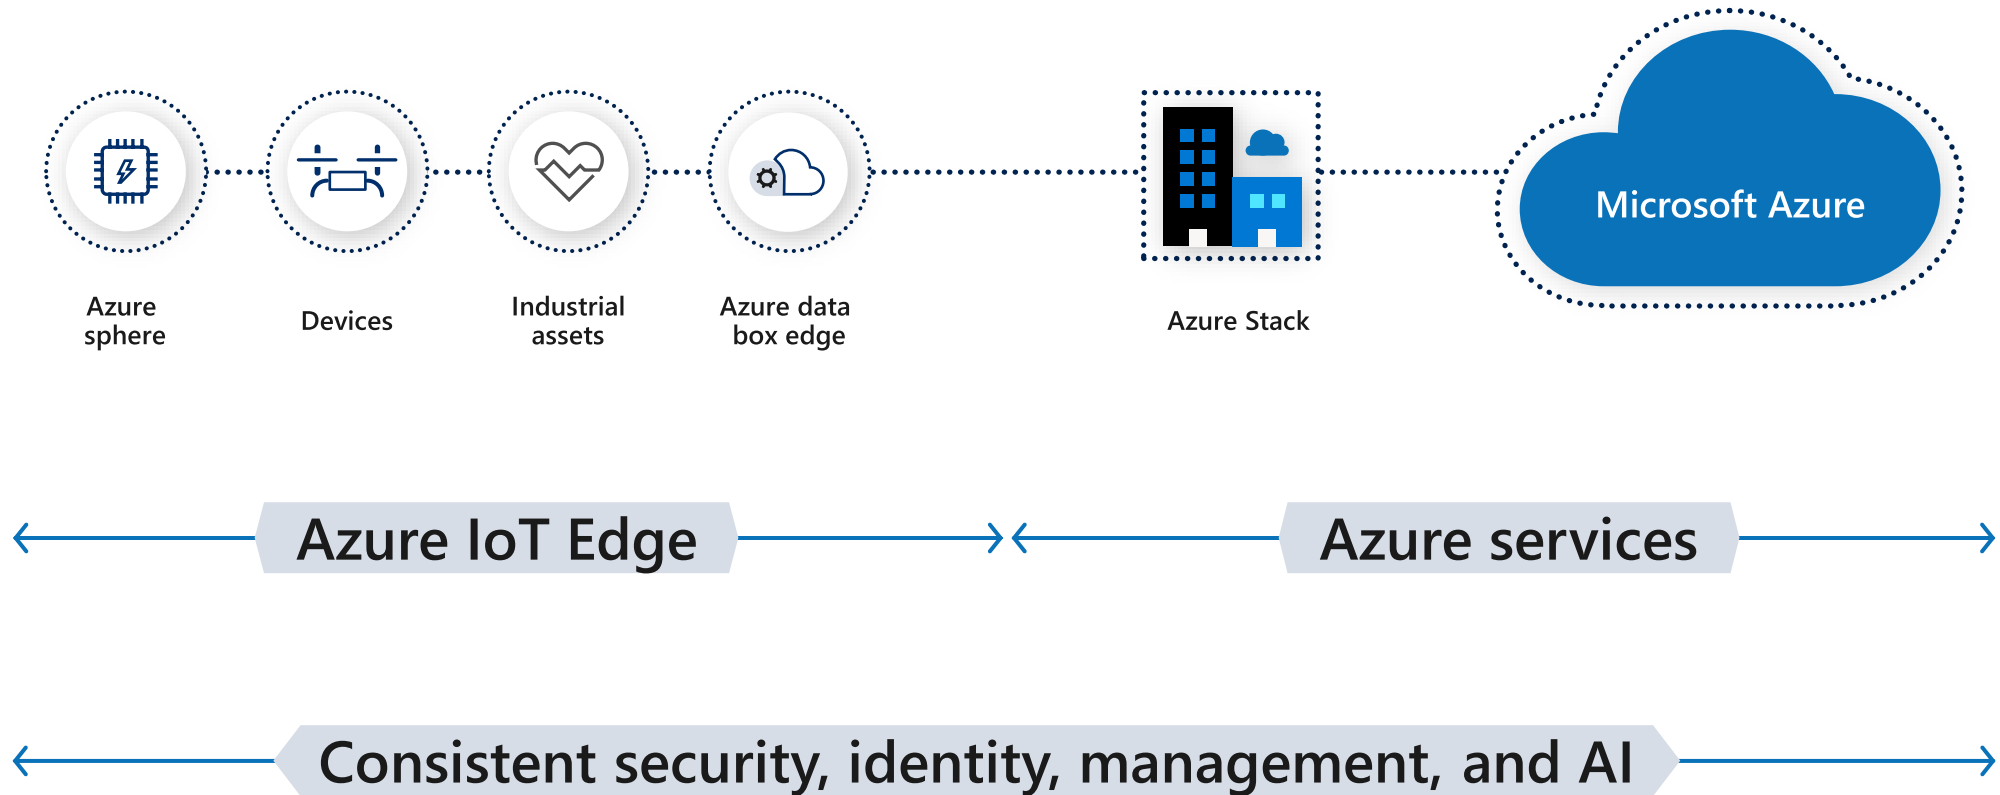 Microsoft Azure
Azure
sphere
Devices
Industrial
assets
Azure data
box edge
Azure Stack
Azure IoT Edge
Azure services
Consistent security, identity, management, and AI